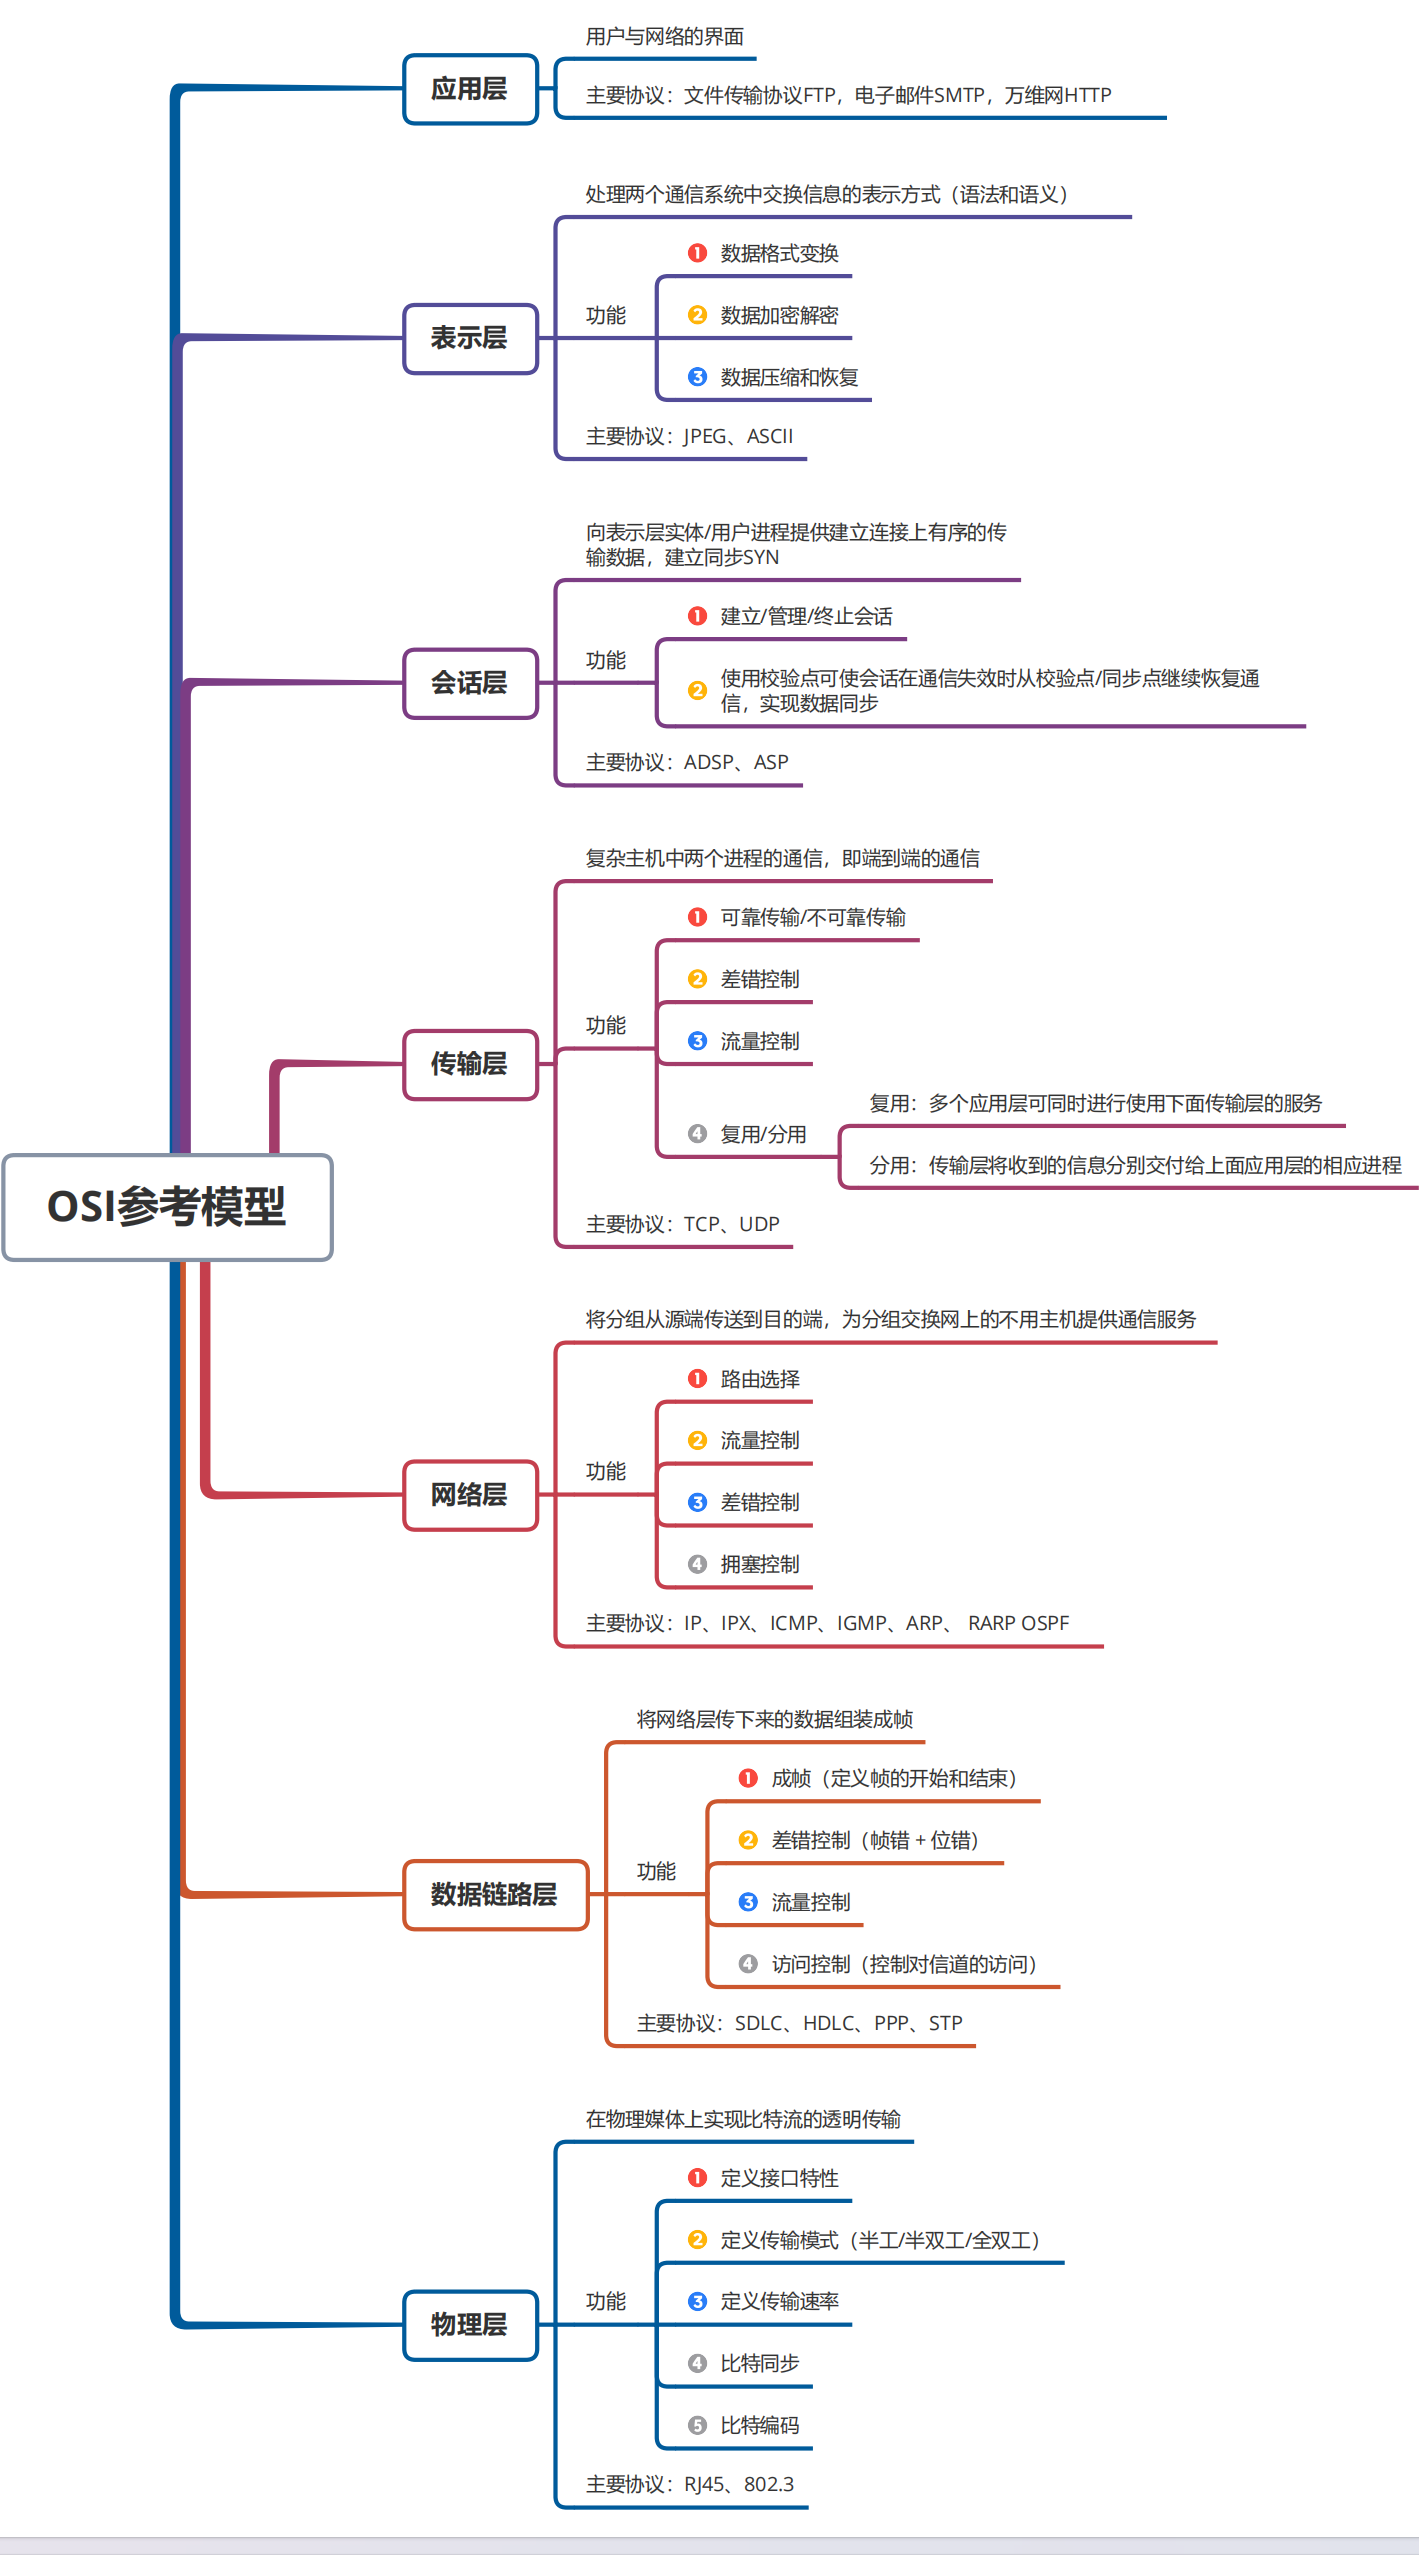 用户与网络的界面
应用层
主要协议：文件传输协议FTP，电子邮件SMTP，万维网HTTP
处理两个通信系统中交换信息的表示方式（语法和语义）
1 数据格式变换
功能
2 数据加密解密
表示层
3 数据压缩和恢复
主要协议：JPEG、ASCII
向表示层实体/用户进程提供建立连接上有序的传
输数据，建立同步SYN
1 建立/管理/终止会话
功能
会话层
2 使用校验点可使会话在通信失效时从校验点/同步点继续恢复通
信，实现数据同步
主要协议：ADSP、ASP
复杂主机中两个进程的通信，即端到端的通信
1 可靠传输/不可靠传输
2 差错控制
功能
3 流量控制
传输层
复用：多个应用层可同时进行使用下面传输层的服务
4 复用/分用
分用：传输层将收到的信息分别交付给上面应用层的相应进程
主要协议：TCP、UDP
OSI参考模型
将分组从源端传送到目的端，为分组交换网上的不用主机提供通信服务
1 路由选择
2 流量控制
功能
网络层
3 差错控制
4 拥塞控制
主要协议：IP、IPX、ICMP、IGMP、ARP、 RARP OSPF
将网络层传下来的数据组装成帧
1 成帧（定义帧的开始和结束）
2 差错控制（帧错 + 位错）
功能
数据链路层
3 流量控制
4 访问控制（控制对信道的访问）
主要协议：SDLC、HDLC、PPP、STP
在物理媒体上实现比特流的透明传输
1 定义接口特性
2 定义传输模式（半工/半双工/全双工）
功能
3 定义传输速率
物理层
4 比特同步
5 比特编码
主要协议：RJ45、802.3